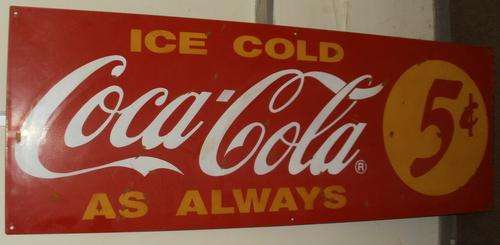 ICE COLD
Coca-Cola®
5¢
AS ALWAYS